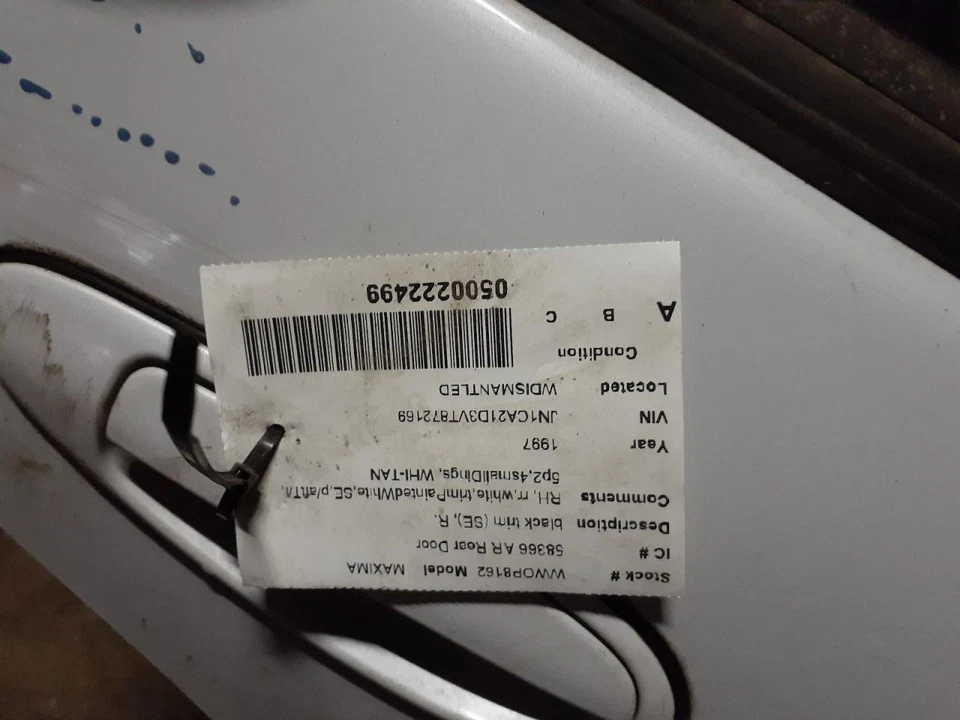 Stock # WWOP8162 Model MAXIMA
IC # 58366 AR Rear Door
Description black trim (SE), R.
Comments RH, rr,white,trimPaintedWhite,SE,p/aftT/l,
5p2,4smallDings, WHI-TAN
Year 1997
VIN JN1CA21D3VT872169
Located WDISMANTLED
Condition
A B C
0500222499